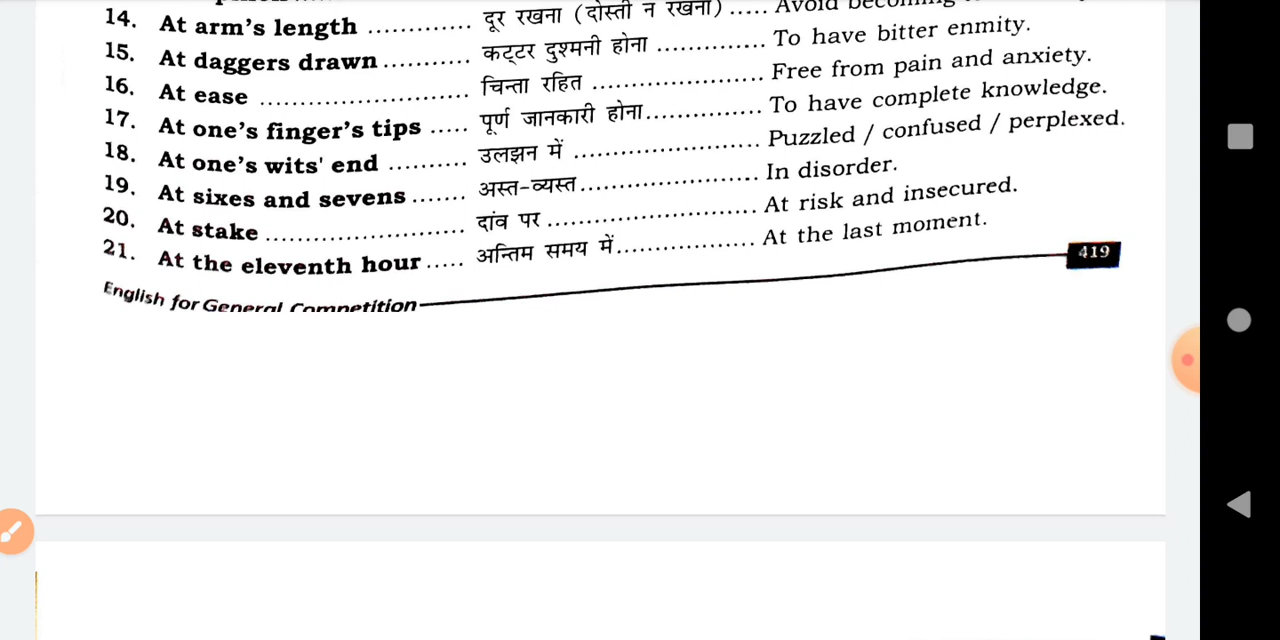 14. At arm's length ............. दूर रखना (दोस्ती न रखना) ..... Avoid
15. At daggers drawn ........... कट्टर दुश्मनी होना .............. To have bitter enmity.
16. At ease .......................... चिन्ता रहित ...................... Free from pain and anxiety.
17. At one's finger's tips ..... पूर्ण जानकारी होना............... To have complete knowledge.
18. At one's wits' end .......... उलझन में ........................ Puzzled / confused / perplexed.
19. At sixes and sevens ....... अस्त-व्यस्त ....................... In disorder.
20. At stake ......................... दांव पर ........................... At risk and insecured.
21. At the eleventh hour ..... अन्तिम समय में.................. At the last moment.
English for General Competition 419